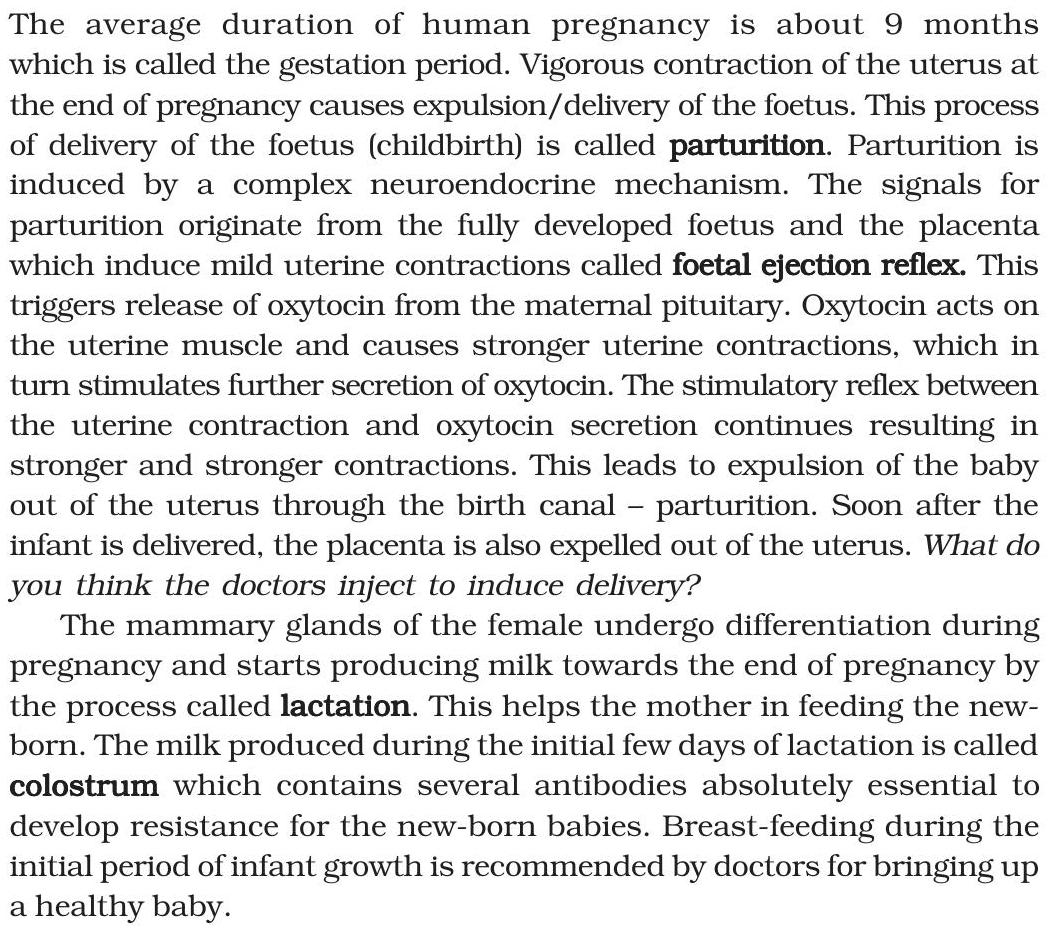 The average duration of human pregnancy is about 9 months
which is called the gestation period. Vigorous contraction of the uterus at
the end of pregnancy causes expulsion/delivery of the foetus. This process
of delivery of the foetus (childbirth) is called parturition. Parturition is
induced by a complex neuroendocrine mechanism. The signals for
parturition originate from the fully developed foetus and the placenta
which induce mild uterine contractions called foetal ejection reflex. This
triggers release of oxytocin from the maternal pituitary. Oxytocin acts on
the uterine muscle and causes stronger uterine contractions, which in
turn stimulates further secretion of oxytocin. The stimulatory reflex between
the uterine contraction and oxytocin secretion continues resulting in
stronger and stronger contractions. This leads to expulsion of the baby
out of the uterus through the birth canal – parturition. Soon after the
infant is delivered, the placenta is also expelled out of the uterus. What do
you think the doctors inject to induce delivery?
The mammary glands of the female undergo differentiation during
pregnancy and starts producing milk towards the end of pregnancy by
the process called lactation. This helps the mother in feeding the new-
born. The milk produced during the initial few days of lactation is called
colostrum which contains several antibodies absolutely essential to
develop resistance for the new-born babies. Breast-feeding during the
initial period of infant growth is recommended by doctors for bringing up
a healthy baby.